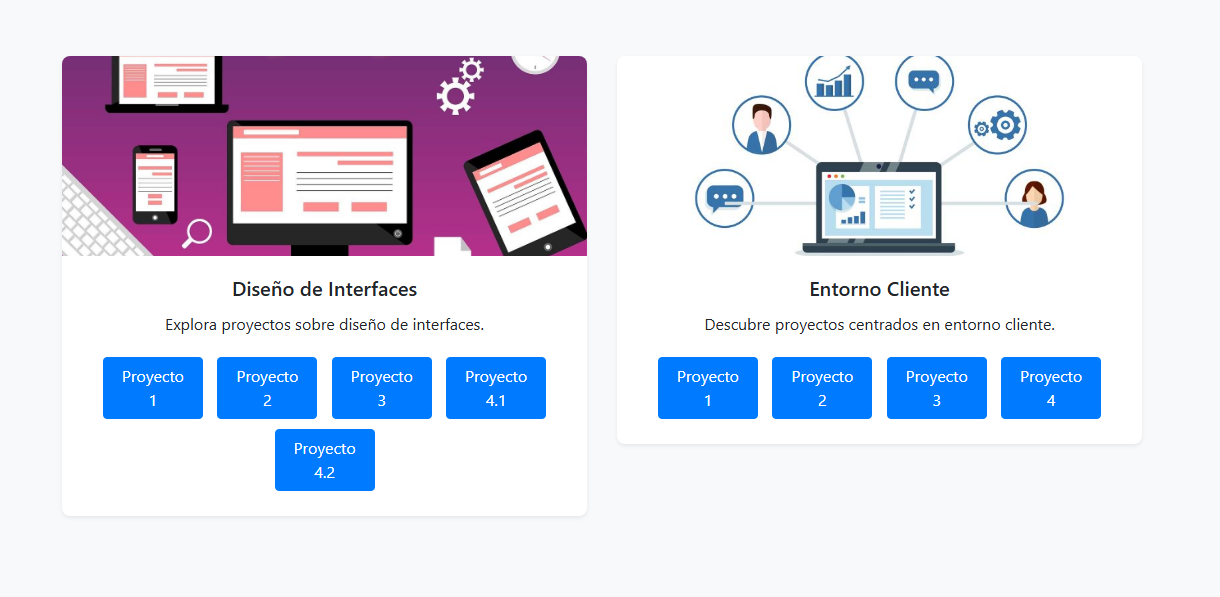 Diseño de Interfaces
Explora proyectos sobre diseño de interfaces.
Proyecto
1
Proyecto
2
Proyecto
3
Proyecto
4.1
Proyecto
4.2
Entorno Cliente
Descubre proyectos centrados en entorno cliente.
Proyecto
1
Proyecto
2
Proyecto
3
Proyecto
4